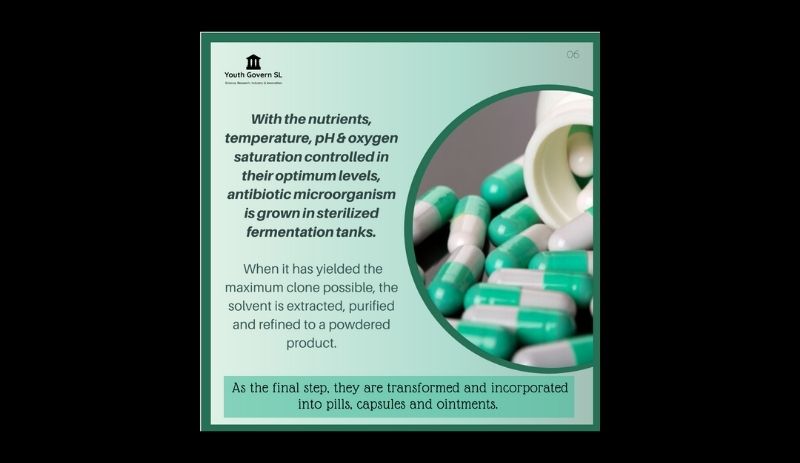 06
Youth Govern SL
With the nutrients,
temperature, pH & oxygen
saturation controlled in
their optimum levels,
antibiotic microorganism
is grown in sterilized
fermentation tanks.
When it has yielded the
maximum clone possible, the
solvent is extracted, purified
and refined to a powdered
product.
As the final step, they are transformed and incorporated
into pills, capsules and ointments.